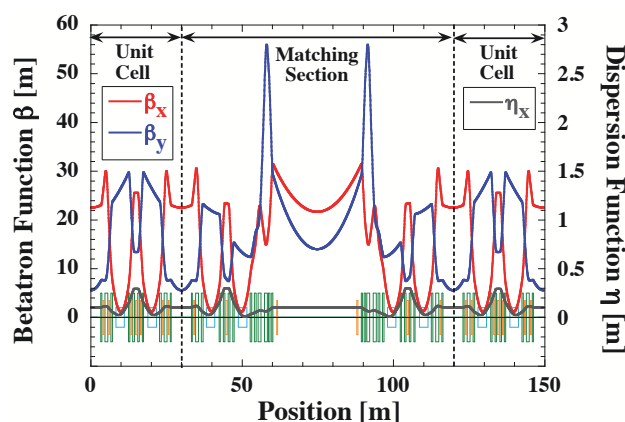 60
50
40
30
20
10
0
Betatron Function β [m]
Unit
Cell
Matching
Section
Unit
Cell
βx
βy
ηx
3
2.5
2
1.5
1
0.5
0
Dispersion Function η [m]
0
50
100
150
Position [m]